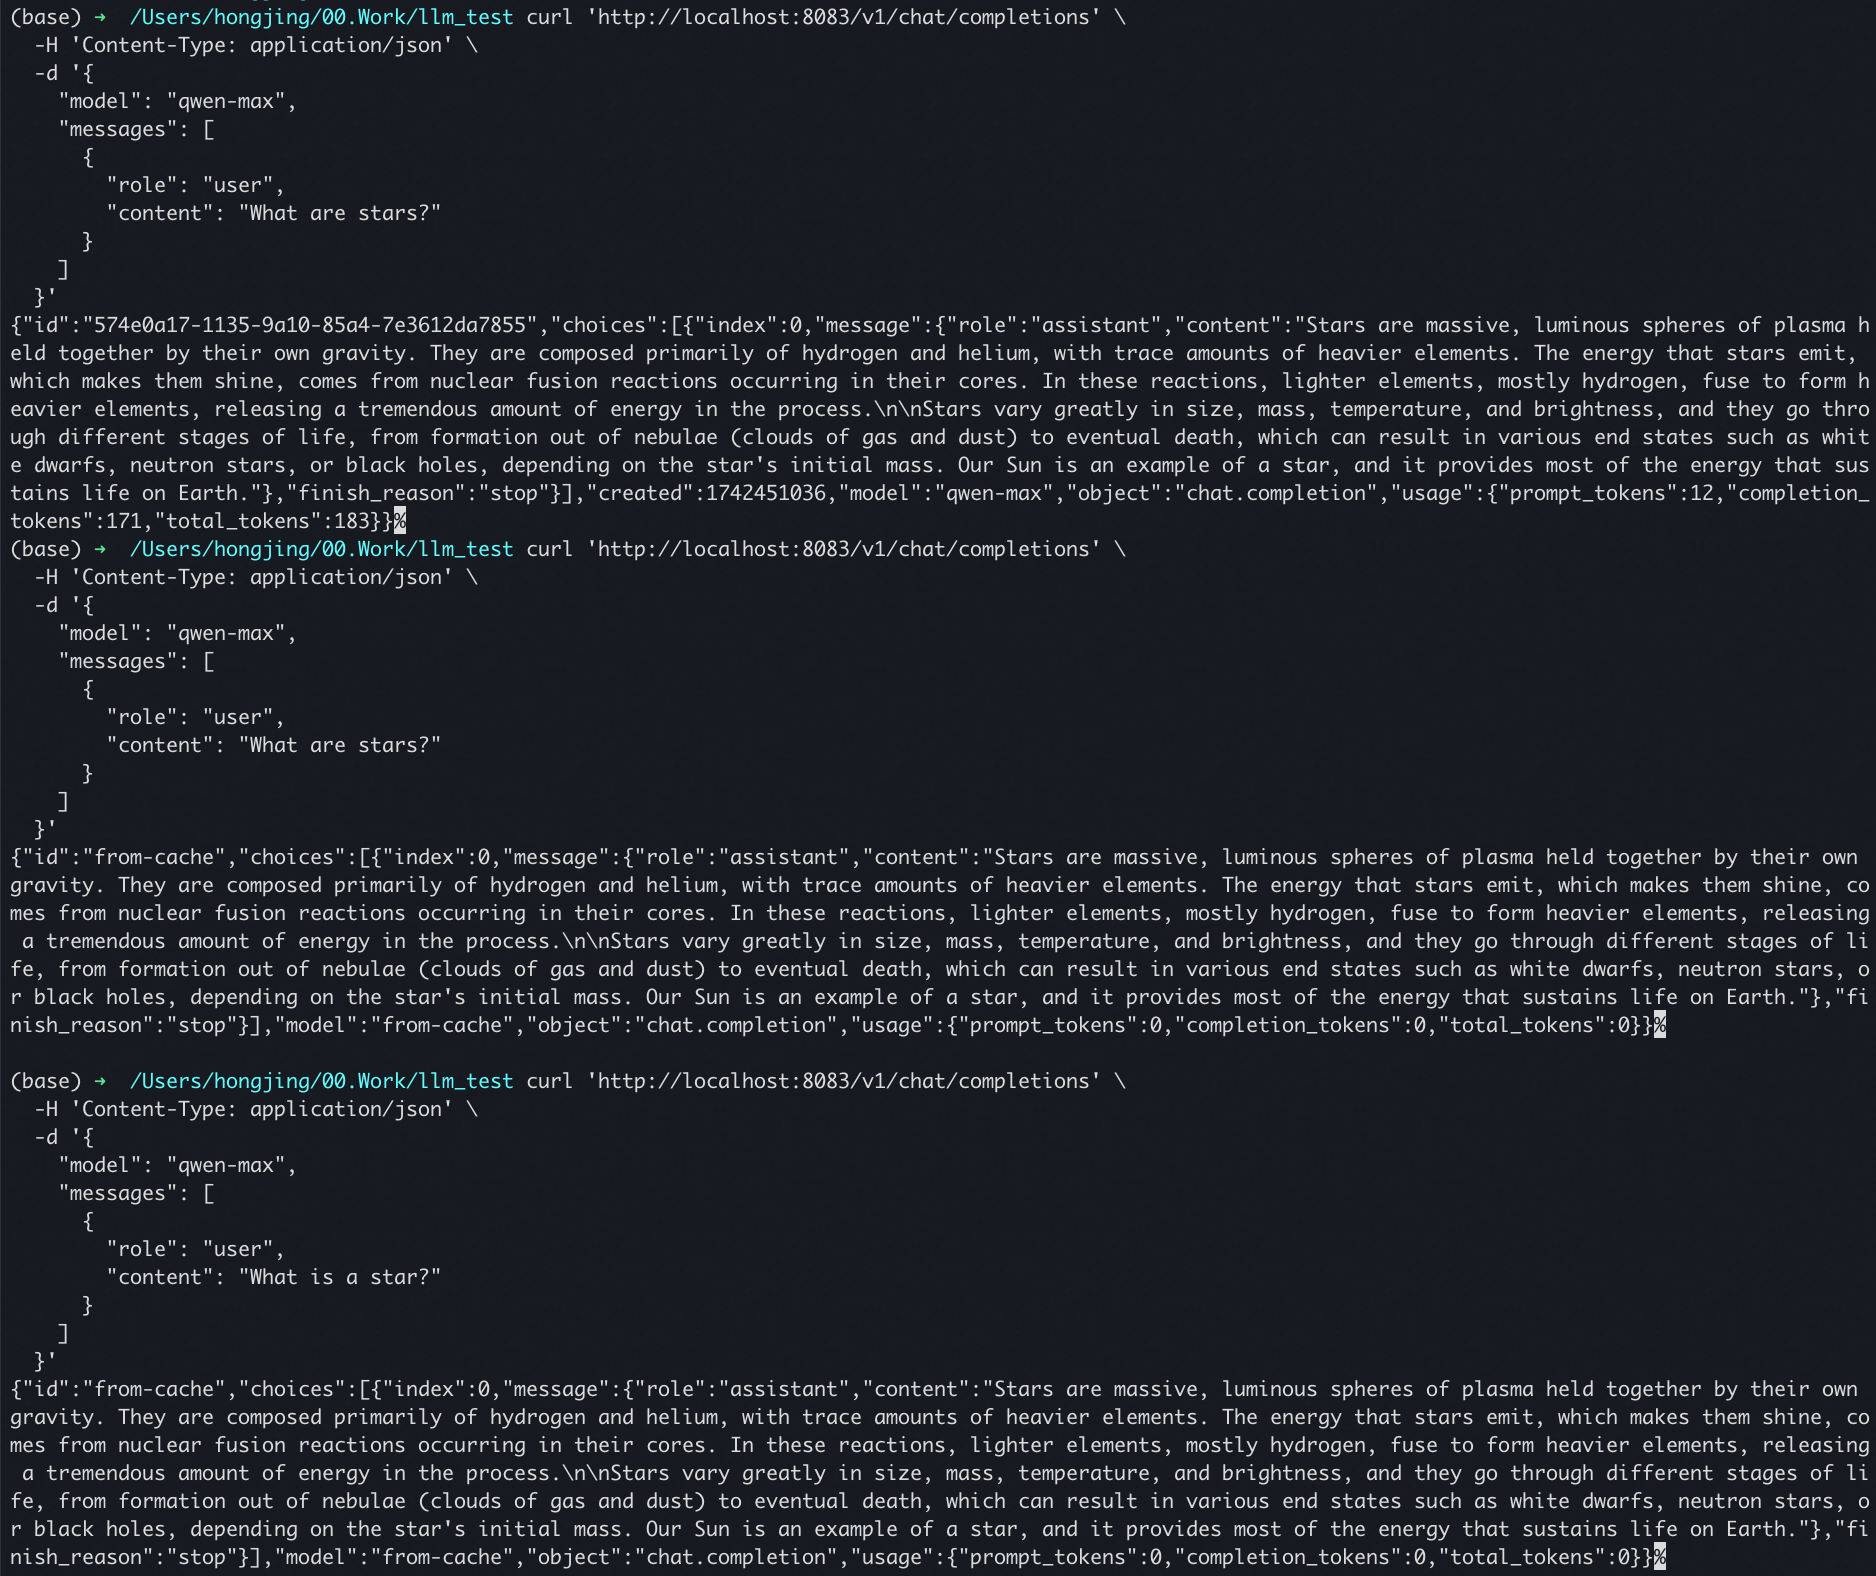 (base) ➜  /Users/hongjing/00.Work/llm_test curl 'http://localhost:8083/v1/chat/completions' \
  -H 'Content-Type: application/json' \
  -d '{
    "model": "qwen-max",
    "messages": [
      {
        "role": "user",
        "content": "What are stars?"
      }
    ]
  }'
{"id":"574e0a17-1135-9a10-85a4-7e3612da7855","choices":[{"index":0,"message":{"role":"assistant","content":"Stars are massive, luminous spheres of plasma h
eld together by their own gravity. They are composed primarily of hydrogen and helium, with trace amounts of heavier elements. The energy that stars emit,
which makes them shine, comes from nuclear fusion reactions occurring in their cores. In these reactions, lighter elements, mostly hydrogen, fuse to form h
eavier elements, releasing a tremendous amount of energy in the process.\n\nStars vary greatly in size, mass, temperature, and brightness, and they go thro
ugh different stages of life, from formation out of nebulae (clouds of gas and dust) to eventual death, which can result in various end states such as whit
e dwarfs, neutron stars, or black holes, depending on the star's initial mass. Our Sun is an example of a star, and it provides most of the energy that sus
tains life on Earth."},"finish_reason":"stop"}],"created":1742451036,"model":"qwen-max","object":"chat.completion","usage":{"prompt_tokens":12,"completion_
tokens":171,"total_tokens":183}}%
(base) ➜  /Users/hongjing/00.Work/llm_test curl 'http://localhost:8083/v1/chat/completions' \
  -H 'Content-Type: application/json' \
  -d '{
    "model": "qwen-max",
    "messages": [
      {
        "role": "user",
        "content": "What are stars?"
      }
    ]
  }'
{"id":"from-cache","choices":[{"index":0,"message":{"role":"assistant","content":"Stars are massive, luminous spheres of plasma held together by their own
gravity. They are composed primarily of hydrogen and helium, with trace amounts of heavier elements. The energy that stars emit, which makes them shine, co
mes from nuclear fusion reactions occurring in their cores. In these reactions, lighter elements, mostly hydrogen, fuse to form heavier elements, releasing
 a tremendous amount of energy in the process.\n\nStars vary greatly in size, mass, temperature, and brightness, and they go through different stages of li
fe, from formation out of nebulae (clouds of gas and dust) to eventual death, which can result in various end states such as white dwarfs, neutron stars, o
r black holes, depending on the star's initial mass. Our Sun is an example of a star, and it provides most of the energy that sustains life on Earth."},"fi
nish_reason":"stop"}],"model":"from-cache","object":"chat.completion","usage":{"prompt_tokens":0,"completion_tokens":0,"total_tokens":0}}%
(base) ➜  /Users/hongjing/00.Work/llm_test curl 'http://localhost:8083/v1/chat/completions' \
  -H 'Content-Type: application/json' \
  -d '{
    "model": "qwen-max",
    "messages": [
      {
        "role": "user",
        "content": "What is a star?"
      }
    ]
  }'
{"id":"from-cache","choices":[{"index":0,"message":{"role":"assistant","content":"Stars are massive, luminous spheres of plasma held together by their own
gravity. They are composed primarily of hydrogen and helium, with trace amounts of heavier elements. The energy that stars emit, which makes them shine, co
mes from nuclear fusion reactions occurring in their cores. In these reactions, lighter elements, mostly hydrogen, fuse to form heavier elements, releasing
 a tremendous amount of energy in the process.\n\nStars vary greatly in size, mass, temperature, and brightness, and they go through different stages of li
fe, from formation out of nebulae (clouds of gas and dust) to eventual death, which can result in various end states such as white dwarfs, neutron stars, o
r black holes, depending on the star's initial mass. Our Sun is an example of a star, and it provides most of the energy that sustains life on Earth."},"fi
nish_reason":"stop"}],"model":"from-cache","object":"chat.completion","usage":{"prompt_tokens":0,"completion_tokens":0,"total_tokens":0}}%